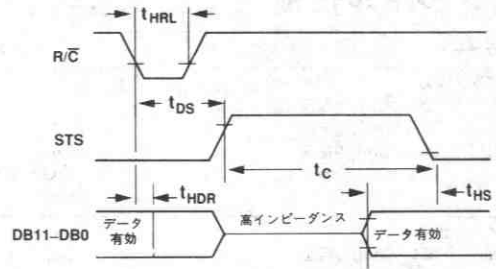 tHRL
R/C̅
tDS
STS
tC
tHS
tHDR
高インピーダンス
DB11–DB0
データ
有効
データ有効